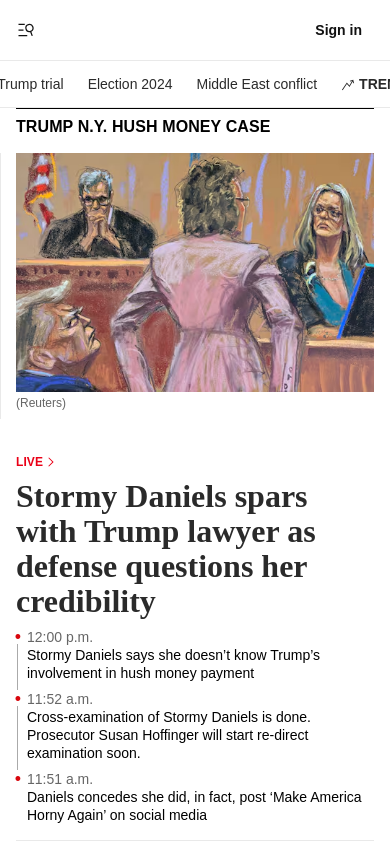 Sign in
Trump trial Election 2024 Middle East conflict
TRUMP N.Y. HUSH MONEY CASE
(Reuters)
LIVE
Stormy Daniels spars
with Trump lawyer as
defense questions her
credibility
12:00 p.m.
Stormy Daniels says she doesn’t know Trump’s
involvement in hush money payment
11:52 a.m.
Cross-examination of Stormy Daniels is done.
Prosecutor Susan Hoffinger will start re-direct
examination soon.
11:51 a.m.
Daniels concedes she did, in fact, post ‘Make America
Horny Again’ on social media